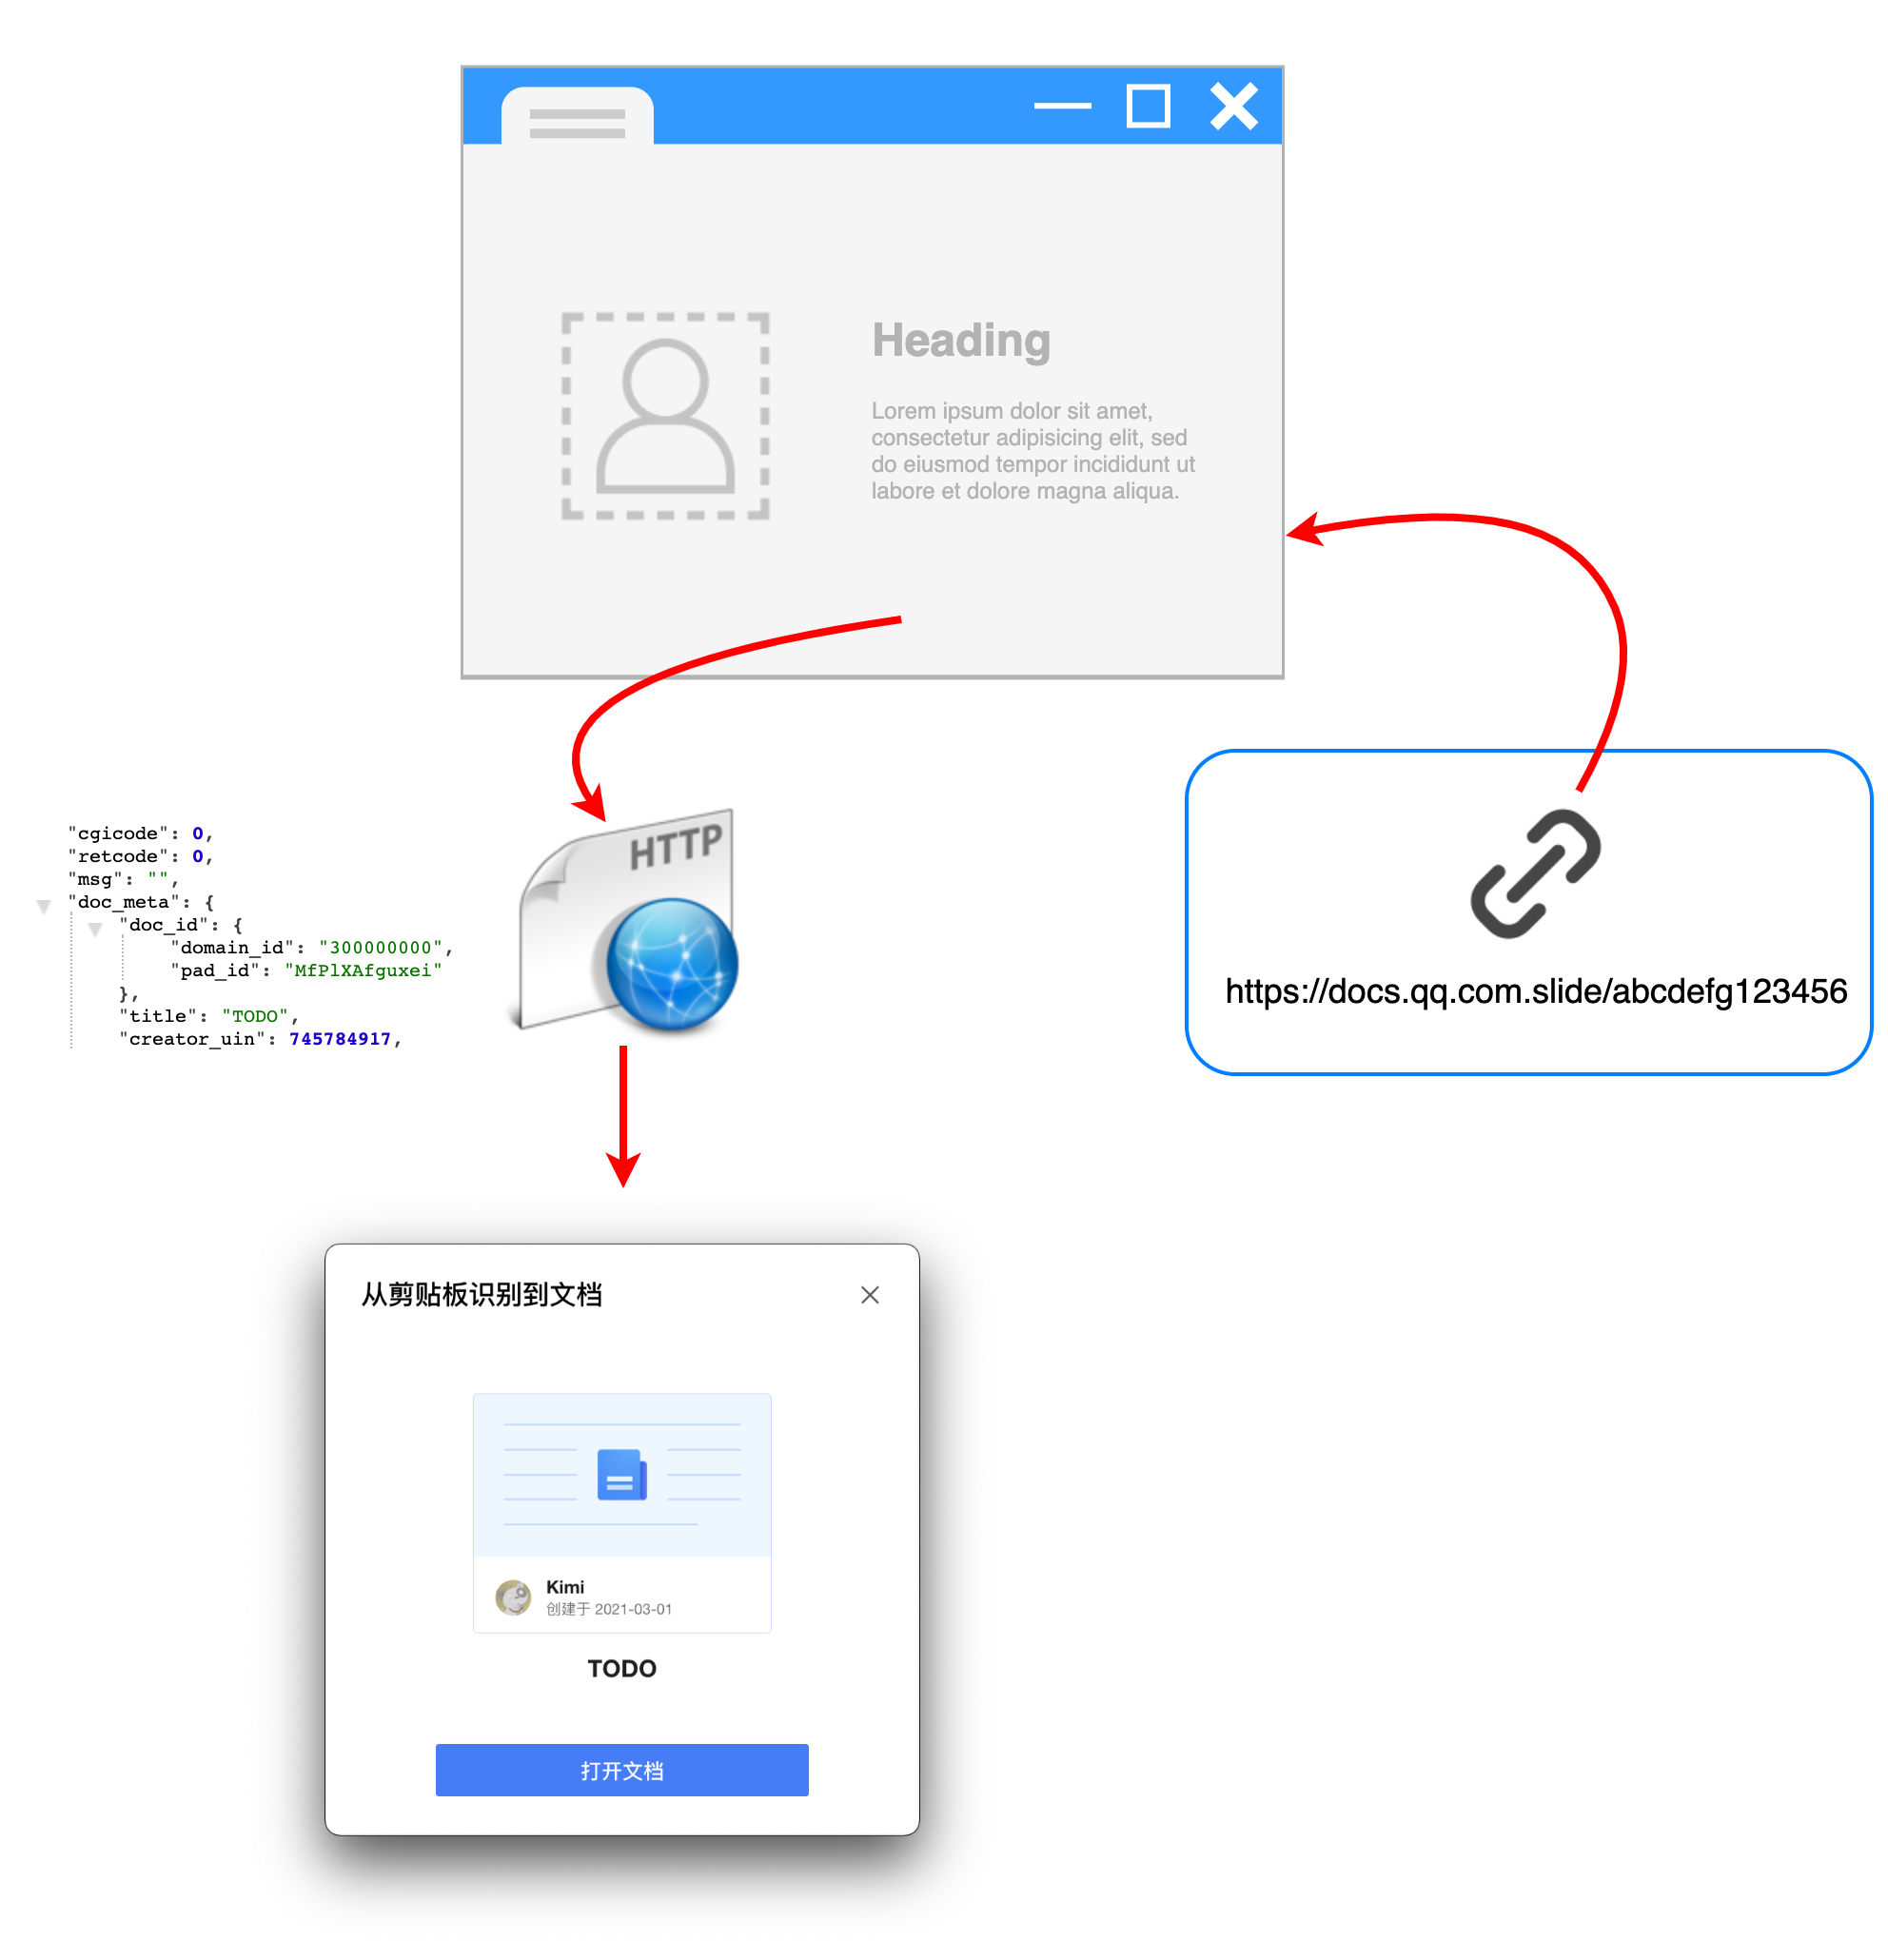 Heading
Lorem ipsum dolor sit amet,
consectetur adipisicing elit, sed
do eiusmod tempor incididunt ut
labore et dolore magna aliqua.
"cgicode": 0,
"retcode": 0,
"msg": "",
"doc_meta": {
"doc_id": {
"domain_id": "300000000",
"pad_id": "MfPlXAfguxei"
},
"title": "TODO",
"creator_uin": 745784917,
HTTP
https://docs.qq.com.slide/abcdefg123456
从剪贴板识别到文档
Kimi
创建于 2021-03-01
TODO
打开文档